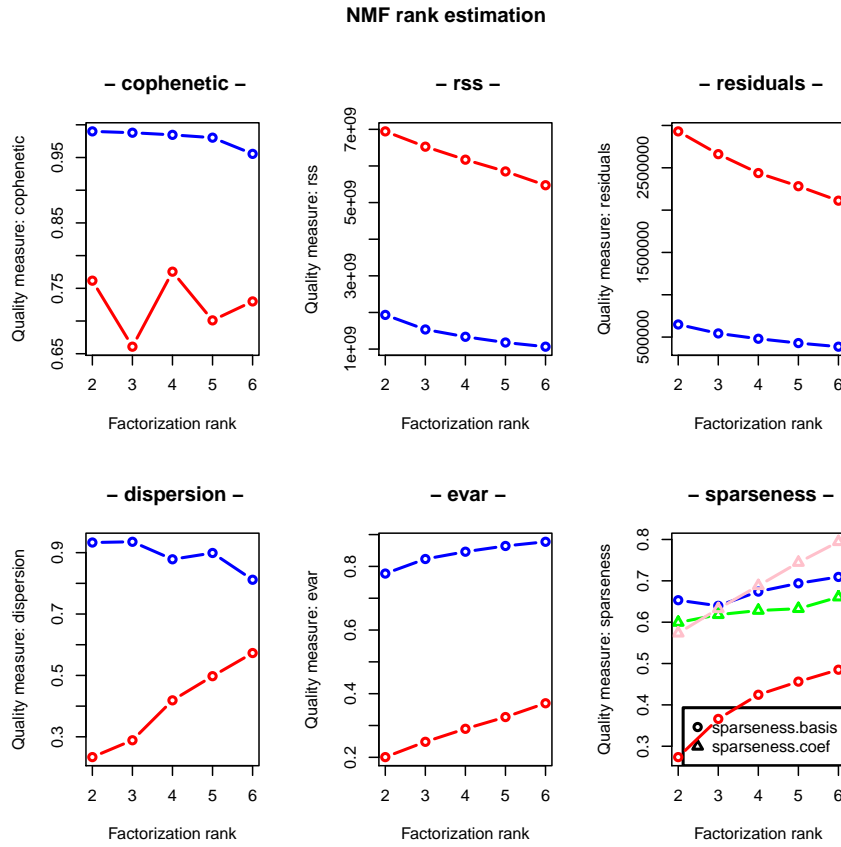 NMF rank estimation
– cophenetic –
Quality measure: cophenetic
0.65
0.75
0.85
0.95
2 3 4 5 6
Factorization rank
– rss –
Quality measure: rss
1e+09
3e+09
5e+09
7e+09
2 3 4 5 6
Factorization rank
– residuals –
Quality measure: residuals
500000
1500000
2500000
2 3 4 5 6
Factorization rank
– dispersion –
Quality measure: dispersion
0.3
0.5
0.7
0.9
2 3 4 5 6
Factorization rank
– evar –
Quality measure: evar
0.2
0.4
0.6
0.8
2 3 4 5 6
Factorization rank
– sparseness –
Quality measure: sparseness
0.3
0.4
0.5
0.6
0.7
0.8
sparseness.basis
sparseness.coef
2 3 4 5 6
Factorization rank